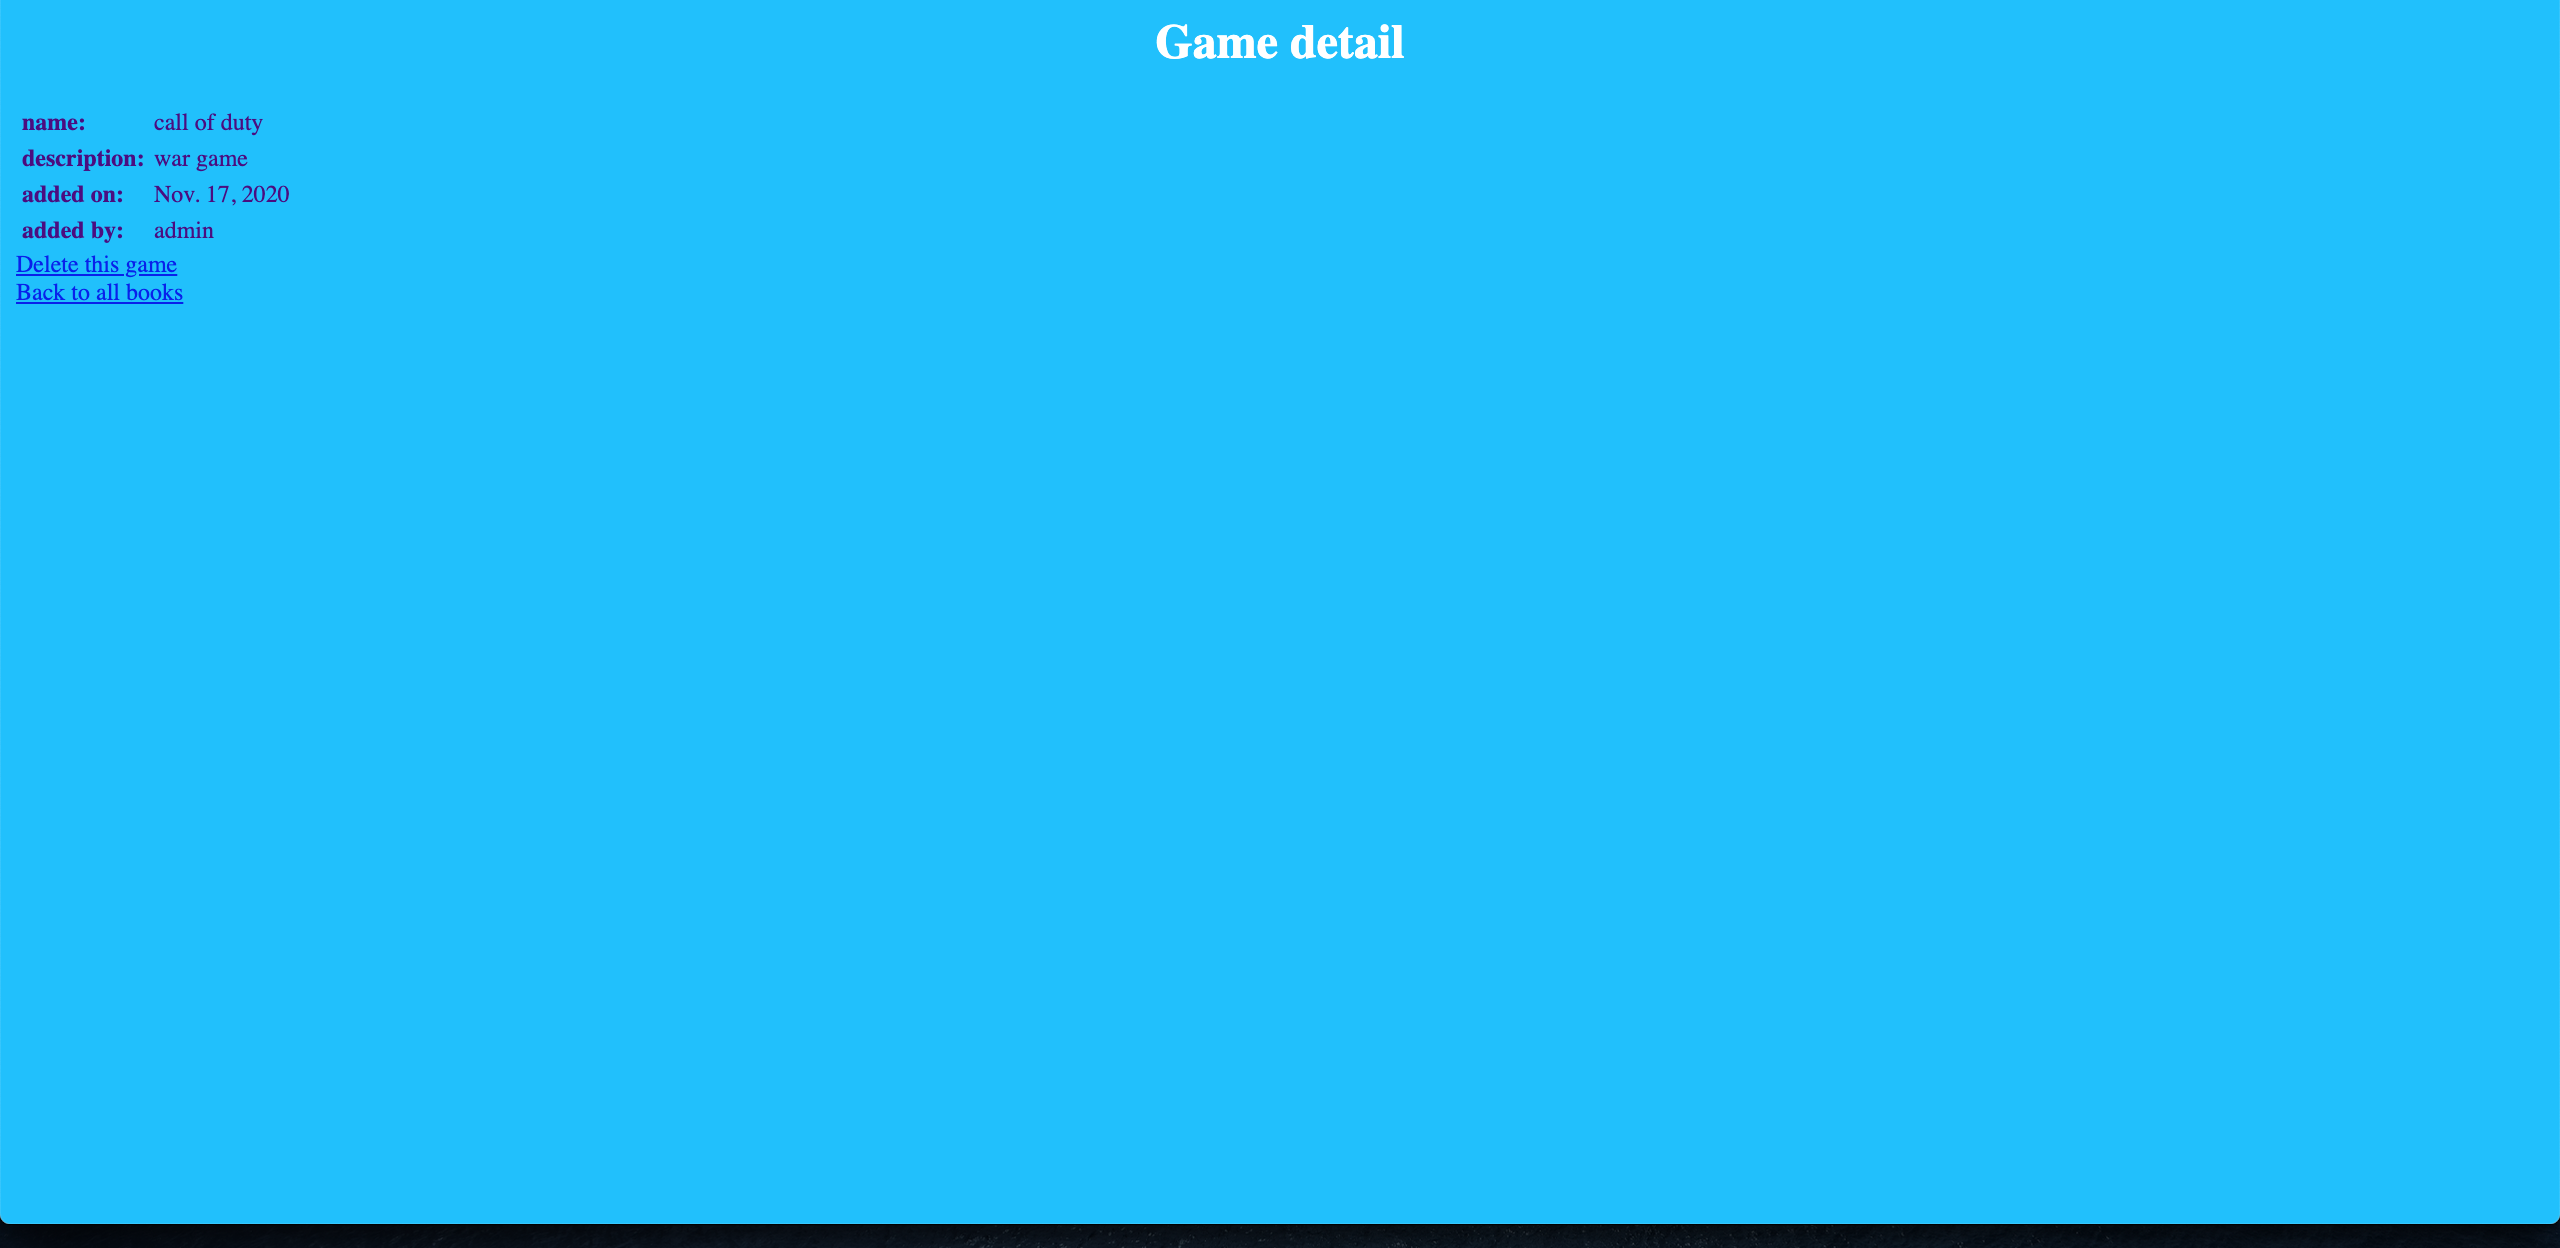 Game detail
name: call of duty
description: war game
added on: Nov. 17, 2020
added by: admin
Delete this game
Back to all books